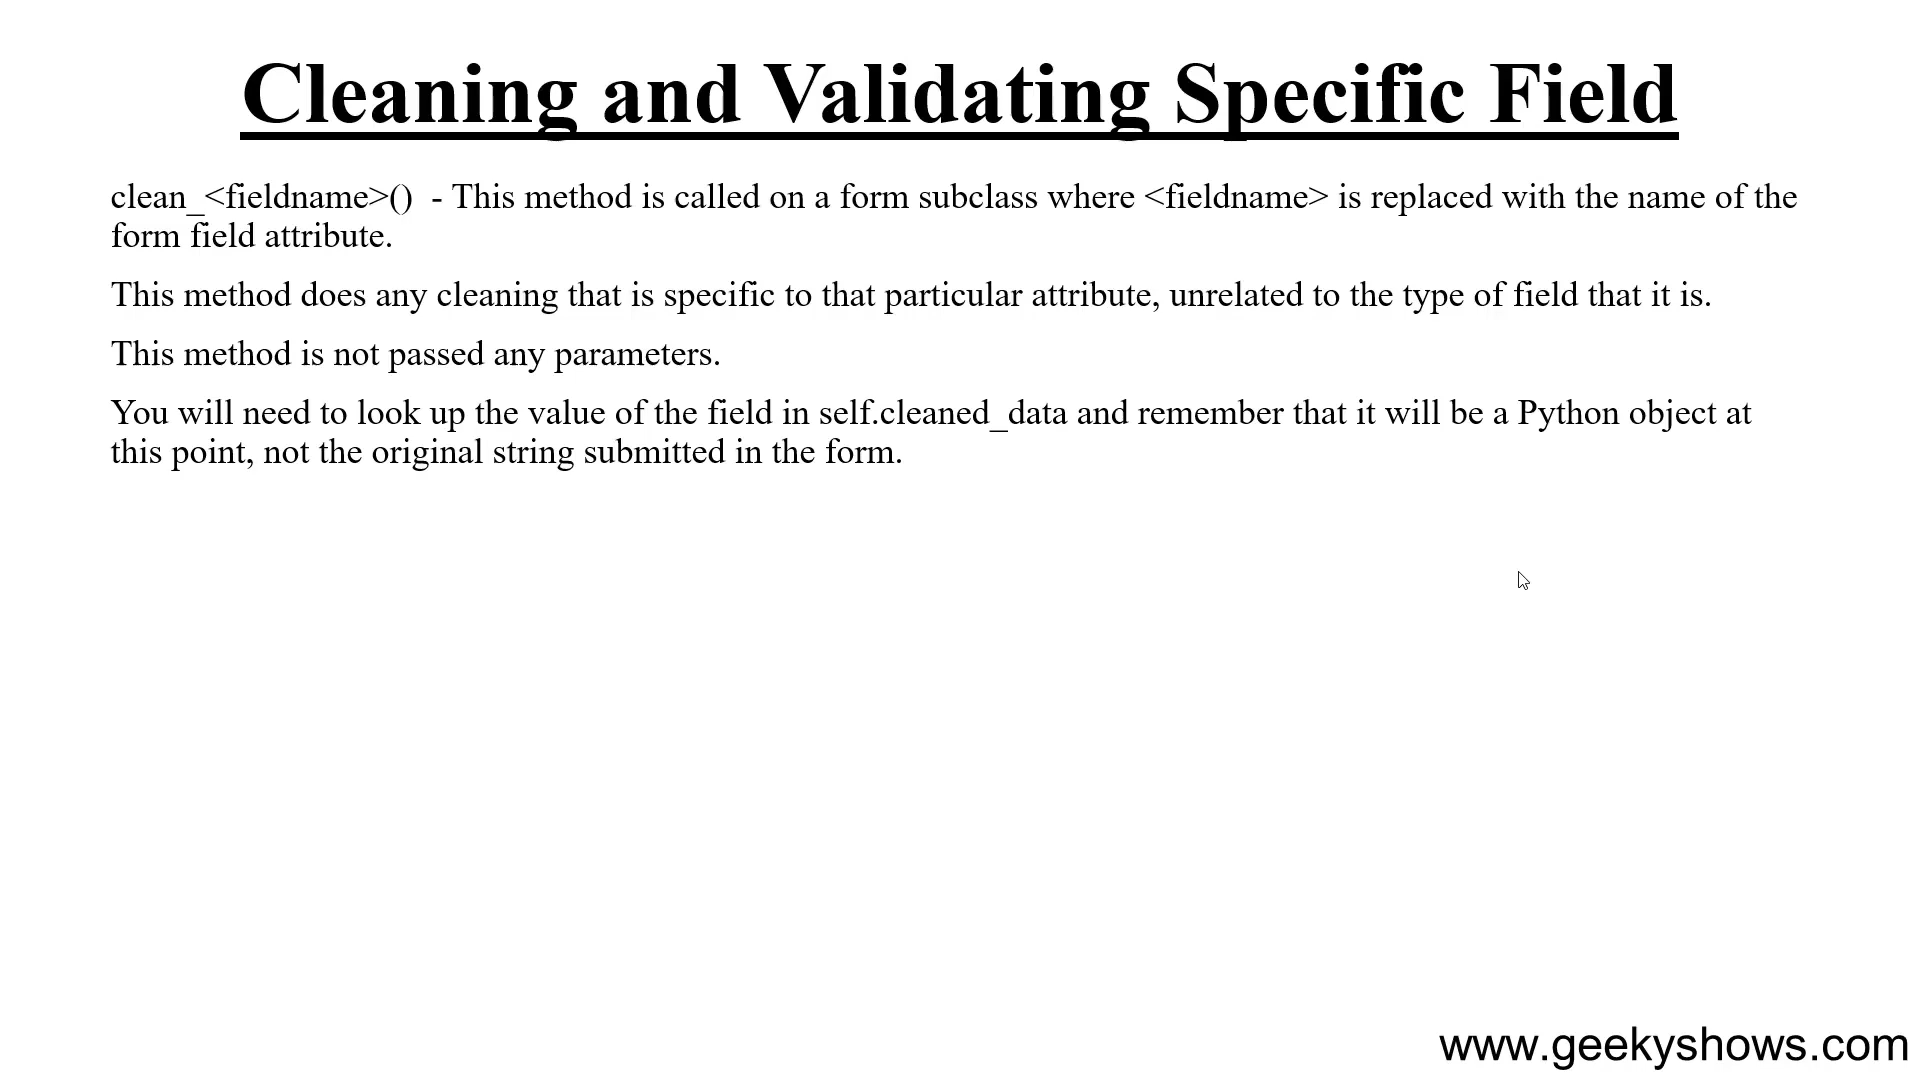 Cleaning and Validating Specific Field
clean_<fieldname>()  - This method is called on a form subclass where <fieldname> is replaced with the name of the
form field attribute.
This method does any cleaning that is specific to that particular attribute, unrelated to the type of field that it is.
This method is not passed any parameters.
You will need to look up the value of the field in self.cleaned_data and remember that it will be a Python object at
this point, not the original string submitted in the form.
www.geekyshows.com